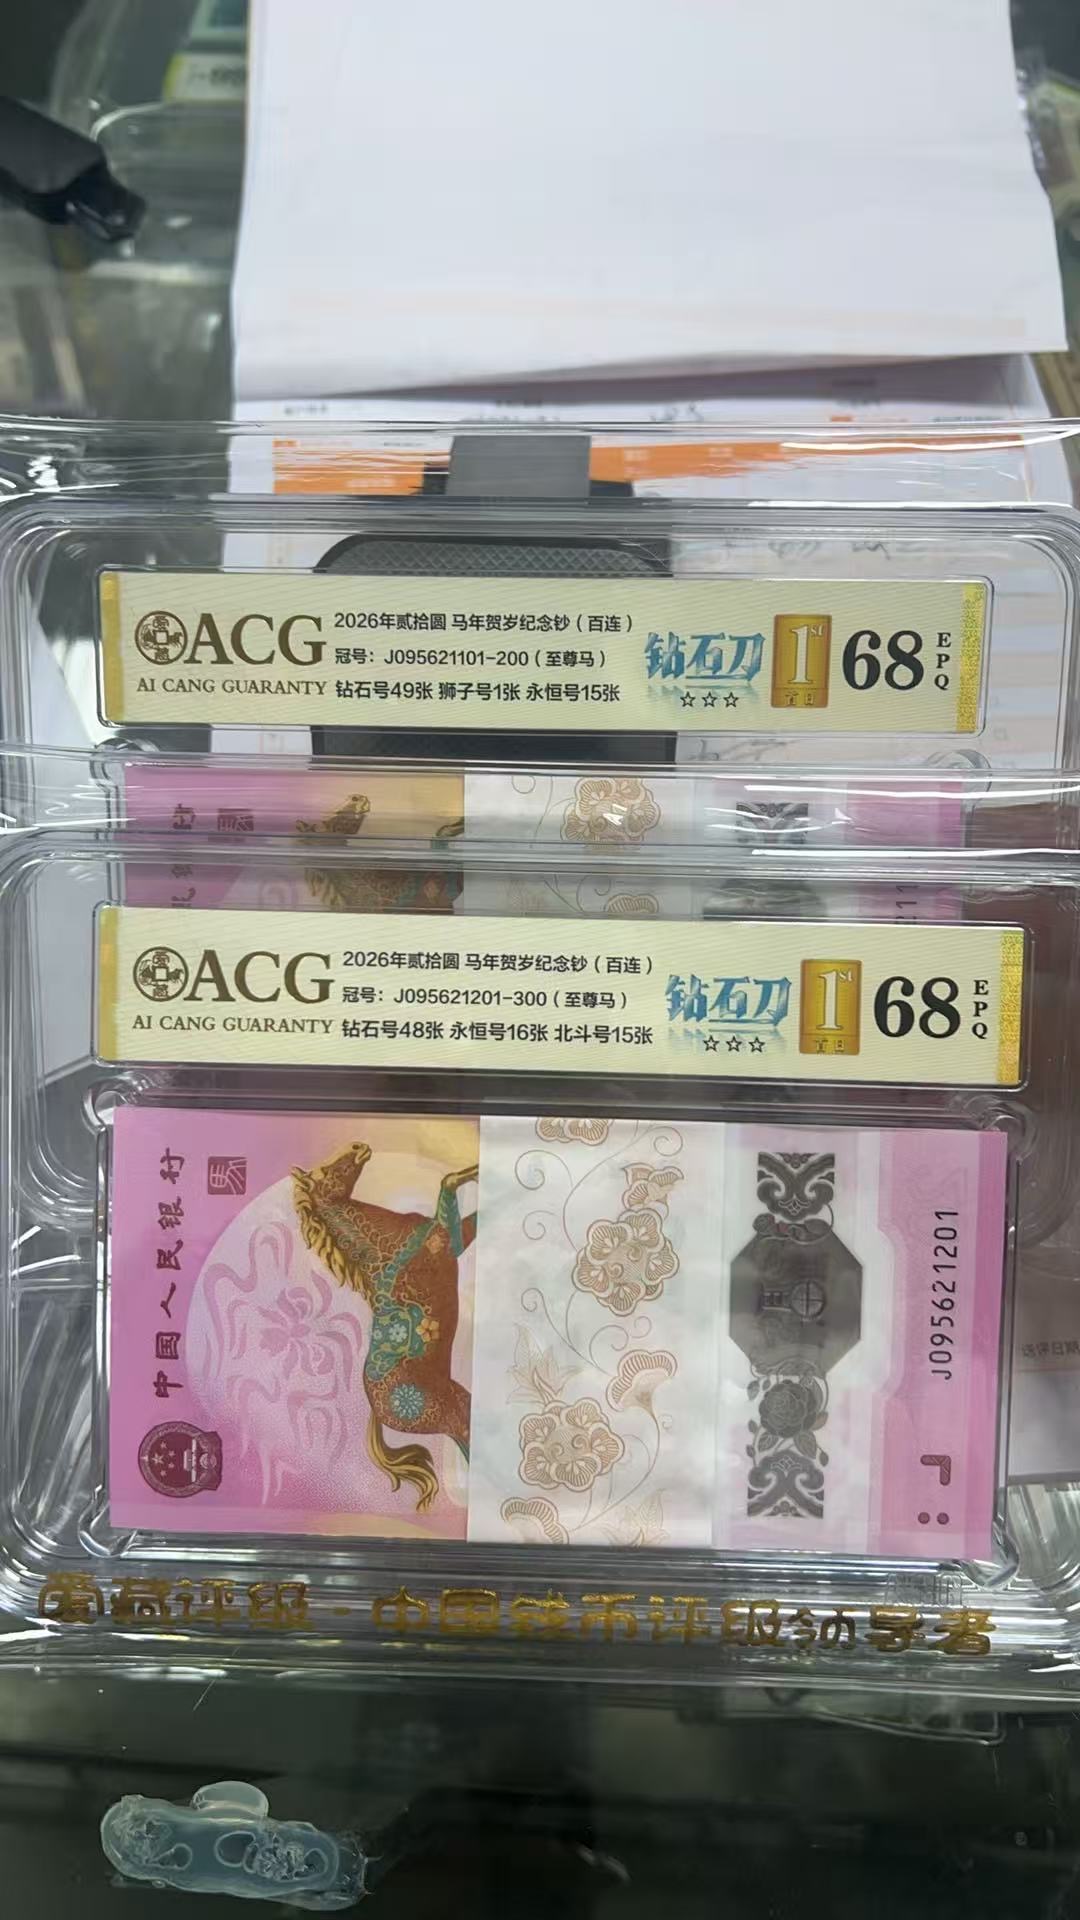 ACG
AI CANG GUARANTY
2026年贰拾圆 马年贺岁纪念钞（百连）
冠号：J095621101-200（至尊马）
钻石号49张 狮子号1张 永恒号15张
钻石刀
☆☆☆
1st
首日
68
EPQ
ACG
AI CANG GUARANTY
2026年贰拾圆 马年贺岁纪念钞（百连）
冠号：J095621201-300（至尊马）
钻石号48张 永恒号16张 北斗号15张
钻石刀
☆☆☆
1st
首日
68
EPQ
中国人民银行
J095621201
爱藏评级-中国钱币评级领导者